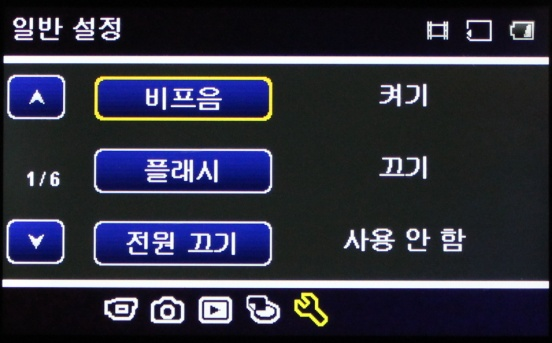 일반 설정
비프음 켜기
1/6 플래시 끄기
전원 끄기 사용 안 함